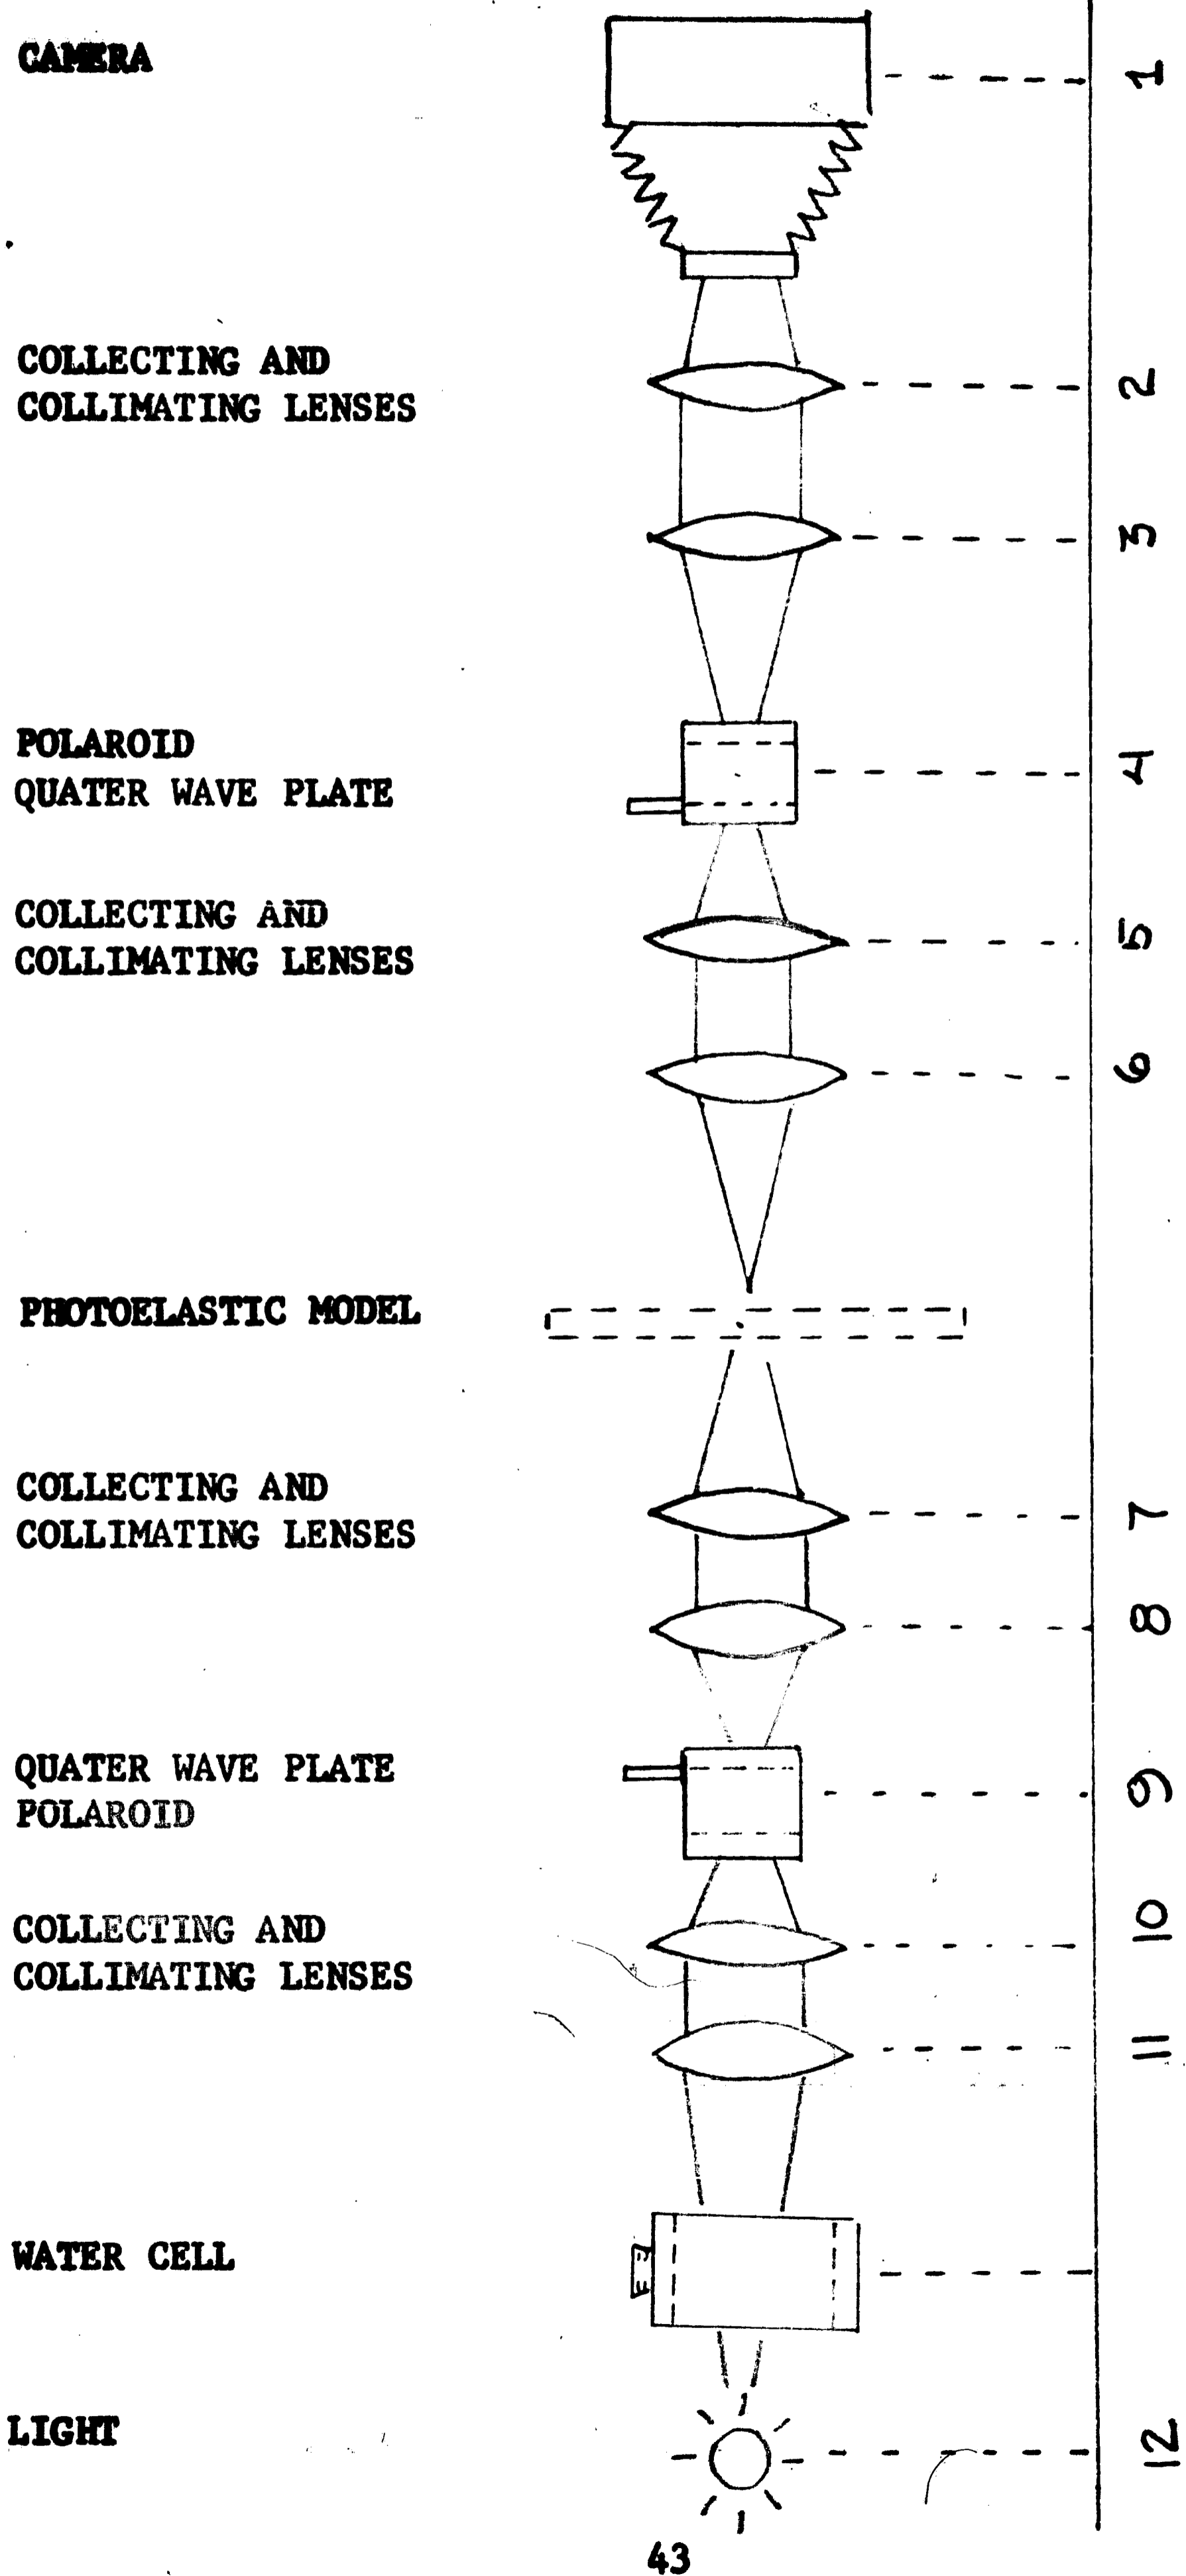 CAMERA
1
COLLECTING AND
COLLIMATING LENSES
2
3
POLAROID
QUATER WAVE PLATE
4
COLLECTING AND
COLLIMATING LENSES
5
6
PHOTOELASTIC MODEL
COLLECTING AND
COLLIMATING LENSES
7
8
QUATER WAVE PLATE
POLAROID
9
COLLECTING AND
COLLIMATING LENSES
10
11
WATER CELL
LIGHT
12
43